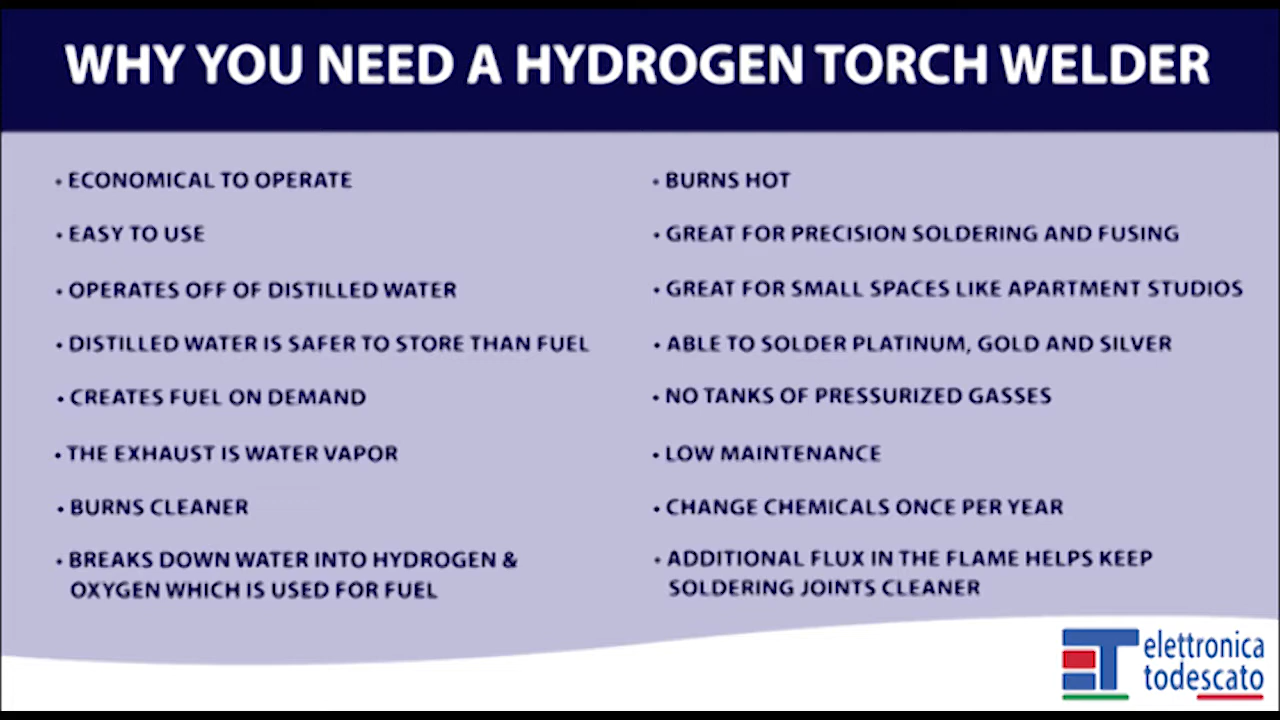 WHY YOU NEED A HYDROGEN TORCH WELDER
• ECONOMICAL TO OPERATE
• EASY TO USE
• OPERATES OFF OF DISTILLED WATER
• DISTILLED WATER IS SAFER TO STORE THAN FUEL
• CREATES FUEL ON DEMAND
• THE EXHAUST IS WATER VAPOR
• BURNS CLEANER
• BREAKS DOWN WATER INTO HYDROGEN &
OXYGEN WHICH IS USED FOR FUEL
• BURNS HOT
• GREAT FOR PRECISION SOLDERING AND FUSING
• GREAT FOR SMALL SPACES LIKE APARTMENT STUDIOS
• ABLE TO SOLDER PLATINUM, GOLD AND SILVER
• NO TANKS OF PRESSURIZED GASSES
• LOW MAINTENANCE
• CHANGE CHEMICALS ONCE PER YEAR
• ADDITIONAL FLUX IN THE FLAME HELPS KEEP
SOLDERING JOINTS CLEANER
ET elettronica
todescato